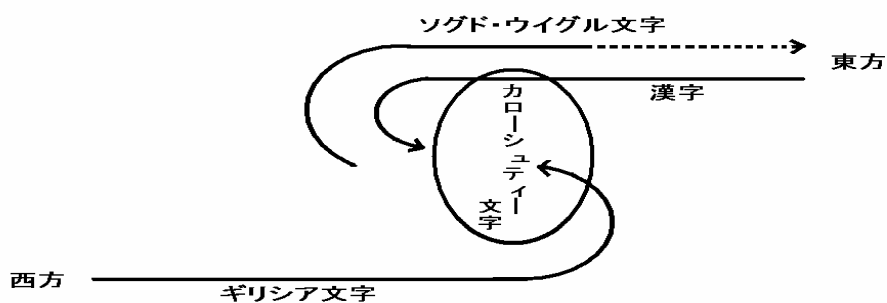 ソグド・ウイグル文字
東方
漢字
カローシュティー
文字
西方
ギリシア文字